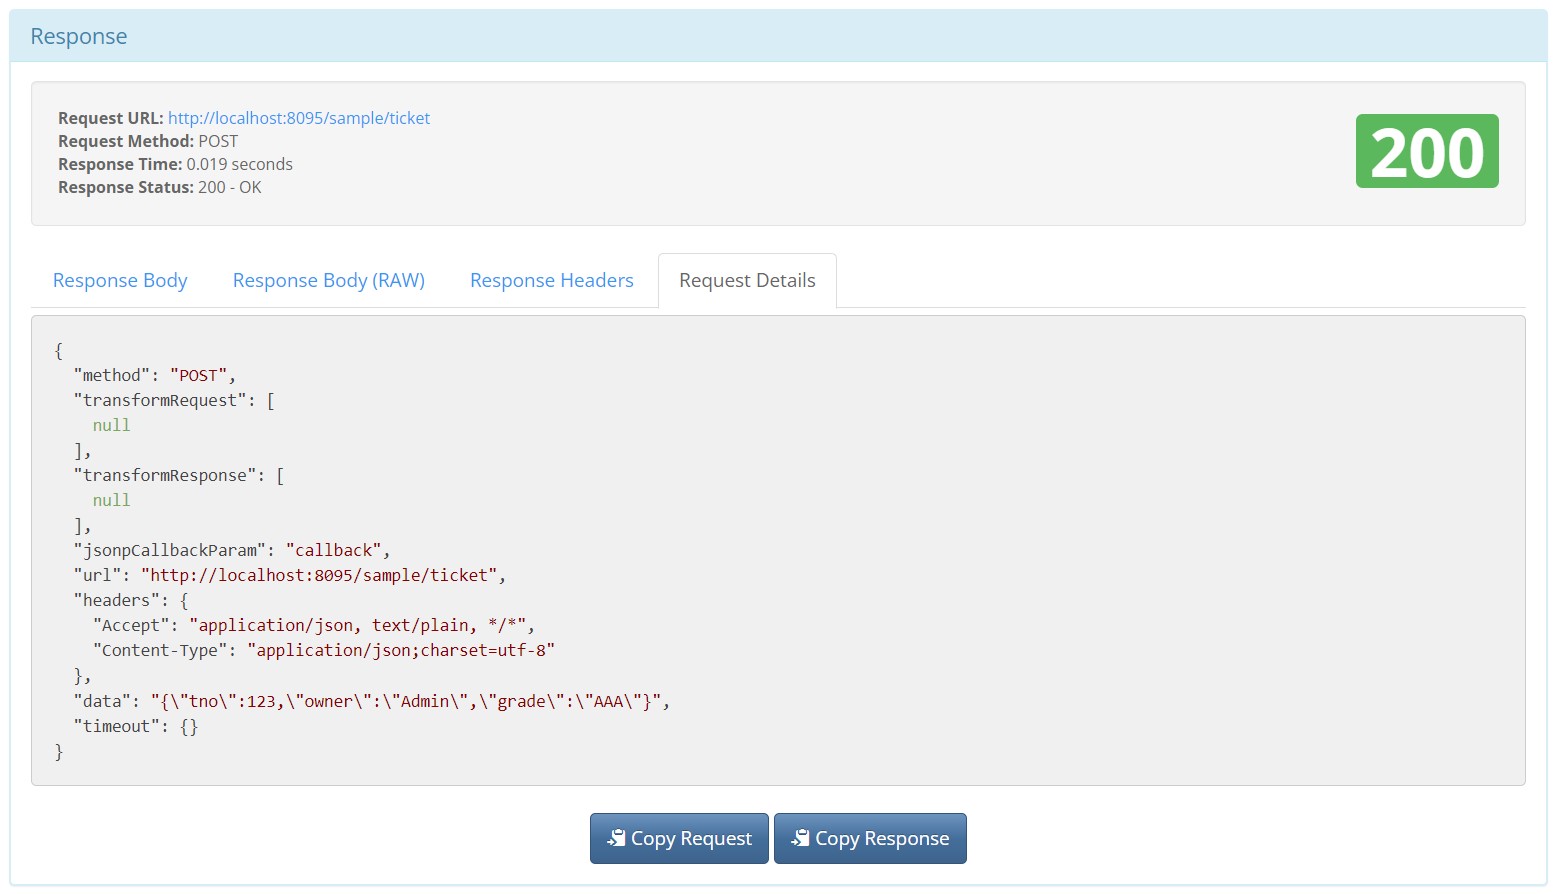 Response
Request URL: http://localhost:8095/sample/ticket
Request Method: POST
Response Time: 0.019 seconds
Response Status: 200 - OK
200
Response Body Response Body (RAW) Response Headers Request Details
{
  "method": "POST",
  "transformRequest": [
    null
  ],
  "transformResponse": [
    null
  ],
  "jsonpCallbackParam": "callback",
  "url": "http://localhost:8095/sample/ticket",
  "headers": {
    "Accept": "application/json, text/plain, */*",
    "Content-Type": "application/json;charset=utf-8"
  },
  "data": "{\"tno\":123,\"owner\":\"Admin\",\"grade\":\"AAA\"}",
  "timeout": {}
}
Copy Request Copy Response